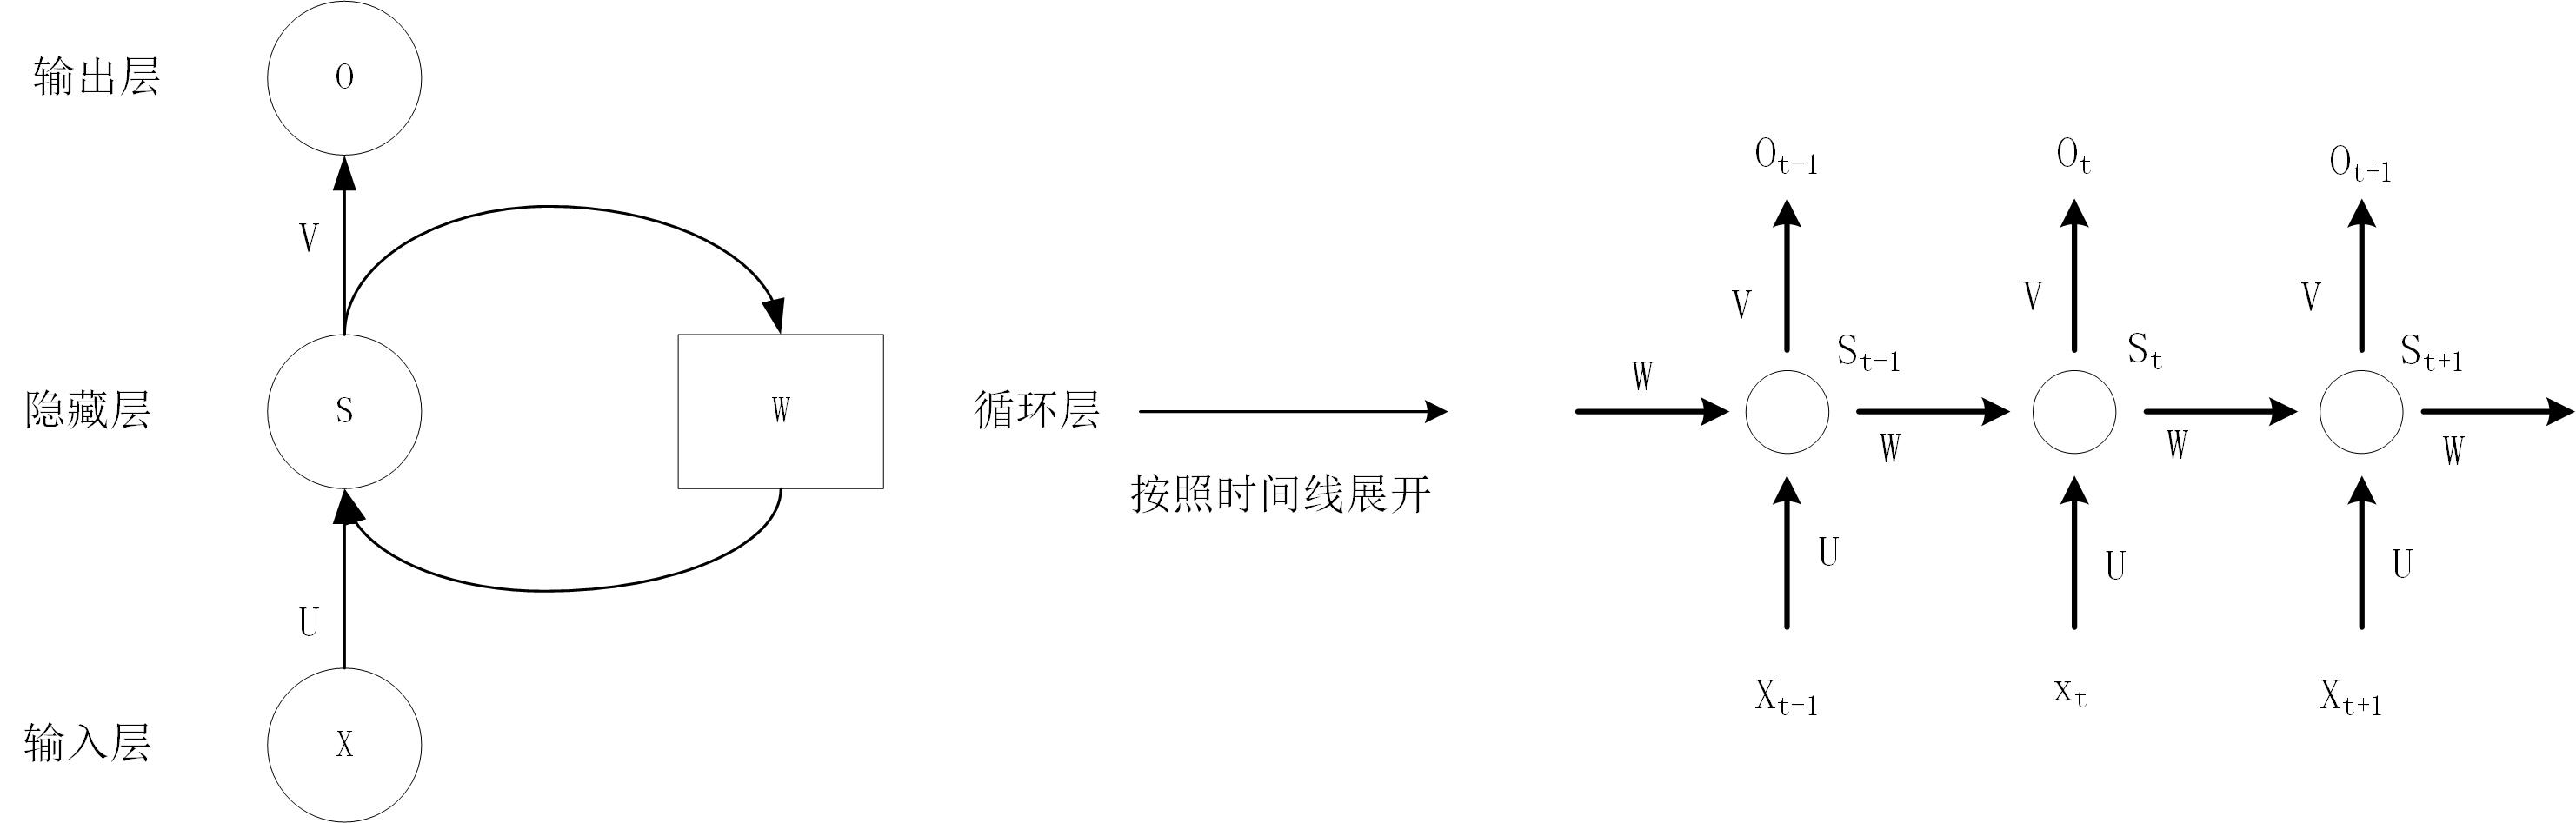 输出层
O
V
隐藏层
S
W
循环层
按照时间线展开
U
输入层
X
O_{t-1}
O_t
O_{t+1}
V
V
V
S_{t-1}
S_t
S_{t+1}
W
W
W
W
U
U
U
X_{t-1}
x_t
X_{t+1}